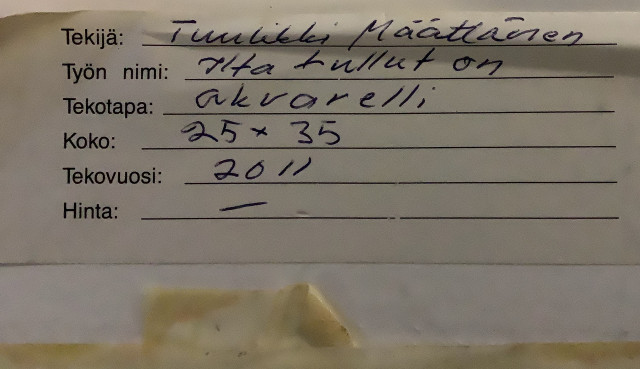 Tekijä: Tuulikki Määttänen
Työn nimi: Ilta tullut on
Tekotapa: akvarelli
Koko: 25 x 35
Tekovuosi: 2011
Hinta: —